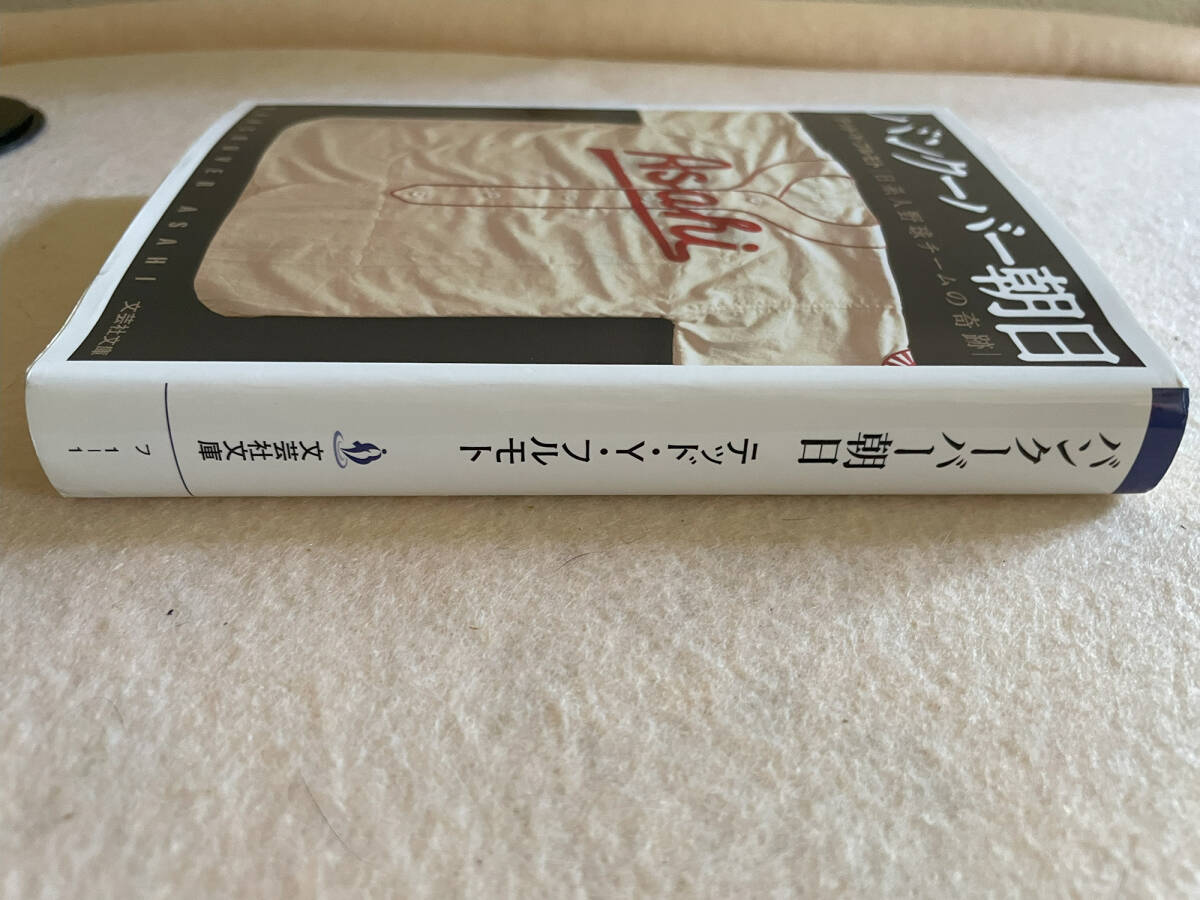 バンクーバー朝日
日系人野球チームの奇跡
Asahi
VANCOUVER ASAHI
文芸社文庫
バンクーバー朝日
テッド・Y・フルモト
文芸社文庫
フ 1-1